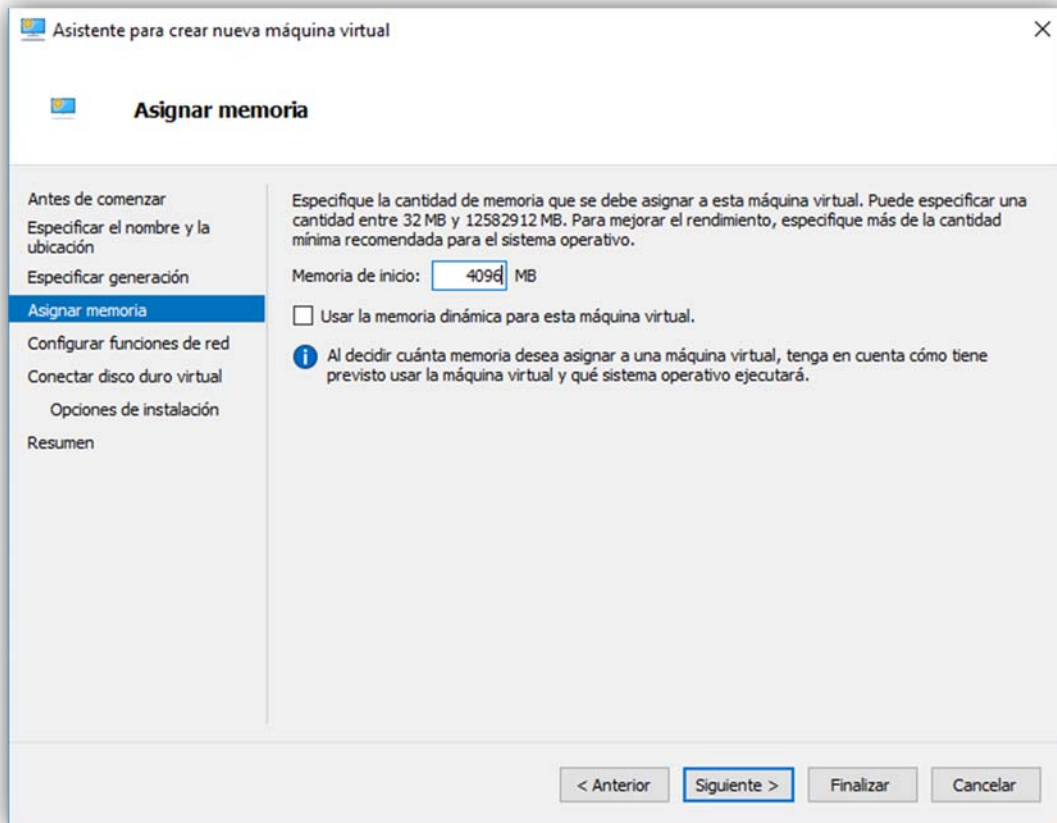 Asistente para crear nueva máquina virtual
Asignar memoria
Antes de comenzar
Especificar el nombre y la
ubicación
Especificar generación
Asignar memoria
Configurar funciones de red
Conectar disco duro virtual
Opciones de instalación
Resumen
Especifique la cantidad de memoria que se debe asignar a esta máquina virtual. Puede especificar una
cantidad entre 32 MB y 12582912 MB. Para mejorar el rendimiento, especifique más de la cantidad
mínima recomendada para el sistema operativo.
Memoria de inicio: 4096 MB
Usar la memoria dinámica para esta máquina virtual.
Al decidir cuánta memoria desea asignar a una máquina virtual, tenga en cuenta cómo tiene
previsto usar la máquina virtual y qué sistema operativo ejecutará.
< Anterior Siguiente > Finalizar Cancelar